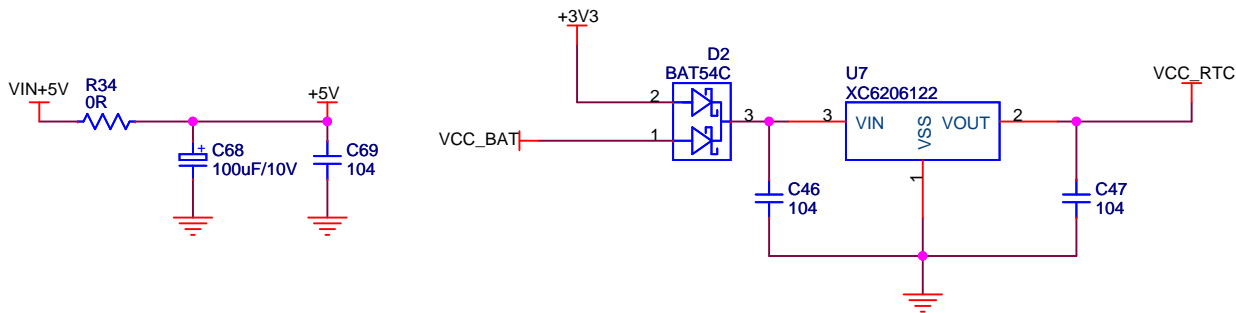 +3V3
D2
BAT54C
U7
XC6206122
VCC_RTC
VIN+5V
R34
0R
+5V
2
1
3
3
VIN
VSS
VOUT
2
1
VCC_BAT
+
C68
100uF/10V
C69
104
C46
104
C47
104